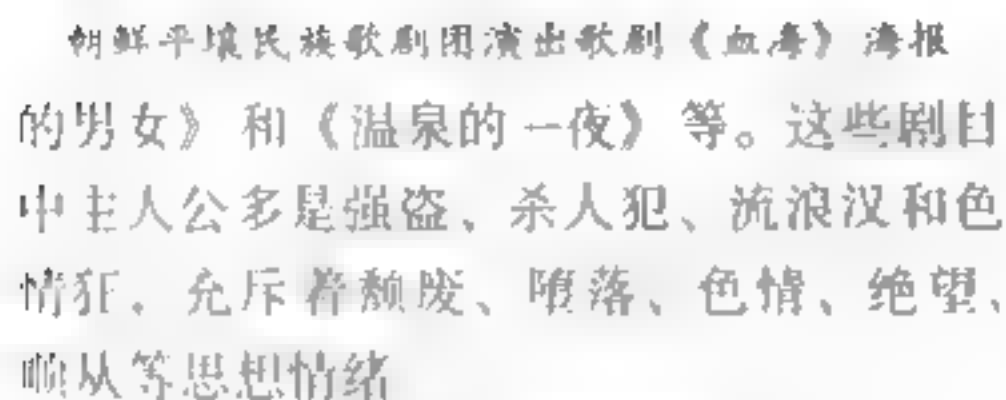 朝鲜平壤民族歌剧团演出歌剧《血海》海报
的男女》和《温泉的一夜》等。这些剧目
中主人公多是强盗、杀人犯、流浪汉和色
情狂，充斥着颓废、堕落、色情、绝望、
顺从等思想情绪